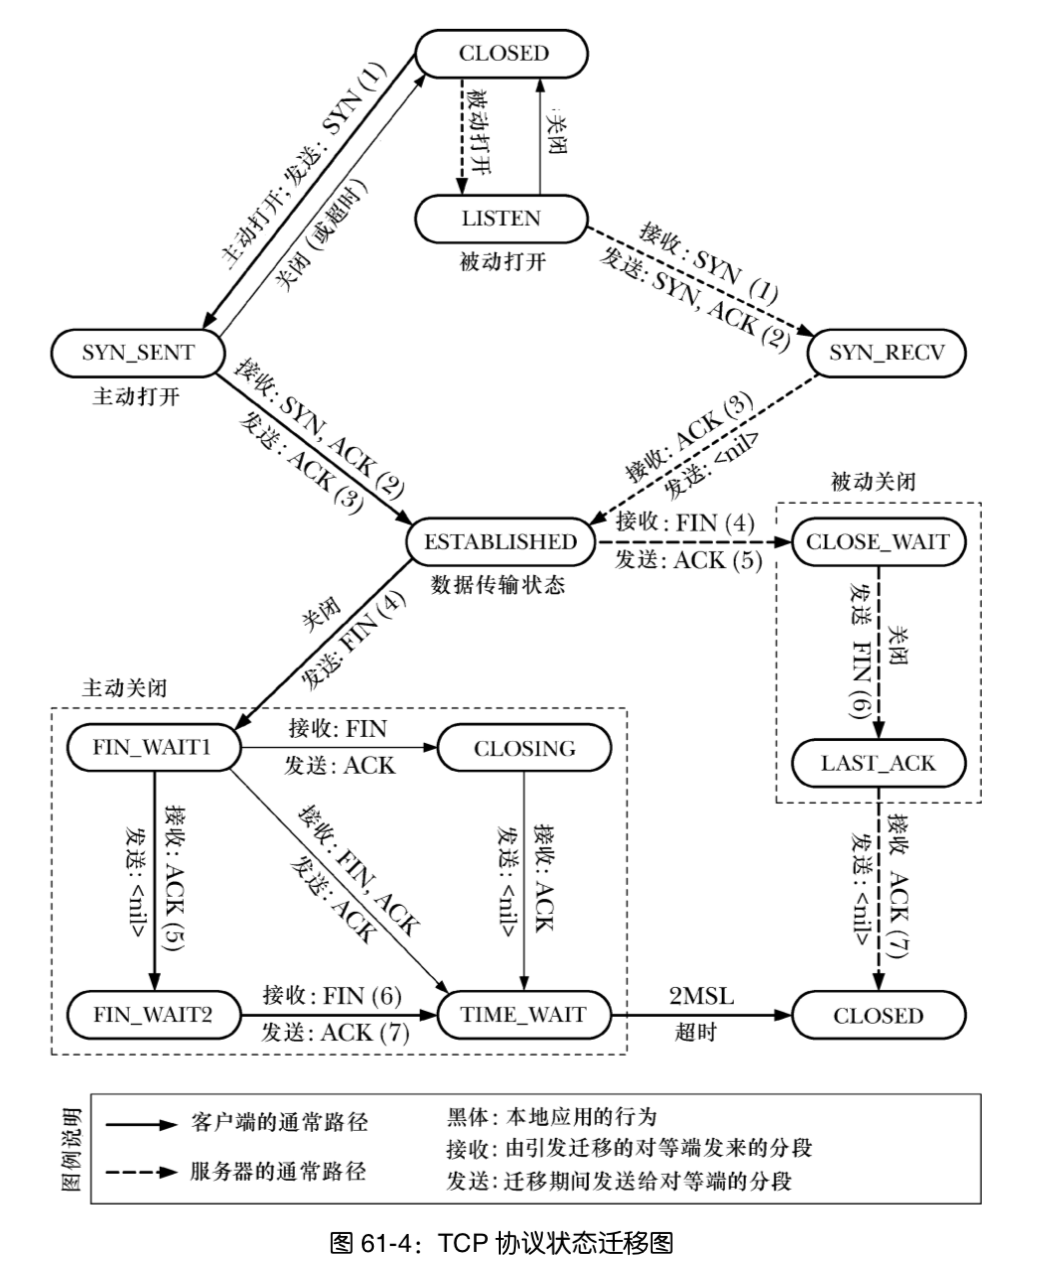 CLOSED
主动打开; 发送: SYN (1)
关闭 (或超时)
被动打开
关闭
LISTEN
被动打开
接收: SYN (1)
发送: SYN, ACK (2)
SYN_SENT
主动打开
SYN_RECV
接收: SYN, ACK (2)
发送: ACK (3)
接收: ACK (3)
发送: <nil>
被动关闭
ESTABLISHED
数据传输状态
接收: FIN (4)
发送: ACK (5)
CLOSE_WAIT
关闭
发送: FIN (4)
关闭
发送 FIN (6)
主动关闭
FIN_WAIT1
接收: FIN
发送: ACK
CLOSING
LAST_ACK
接收: ACK (5)
发送: <nil>
接收: FIN, ACK
发送: ACK
接收: ACK
发送: <nil>
接收 ACK (7)
发送: <nil>
FIN_WAIT2
接收: FIN (6)
发送: ACK (7)
TIME_WAIT
2MSL
超时
CLOSED
图例说明
客户端的通常路径
服务器的通常路径
黑体: 本地应用的行为
接收: 由引发迁移的对等端发来的分段
发送: 迁移期间发送给对等端的分段
图 61-4：TCP 协议状态迁移图